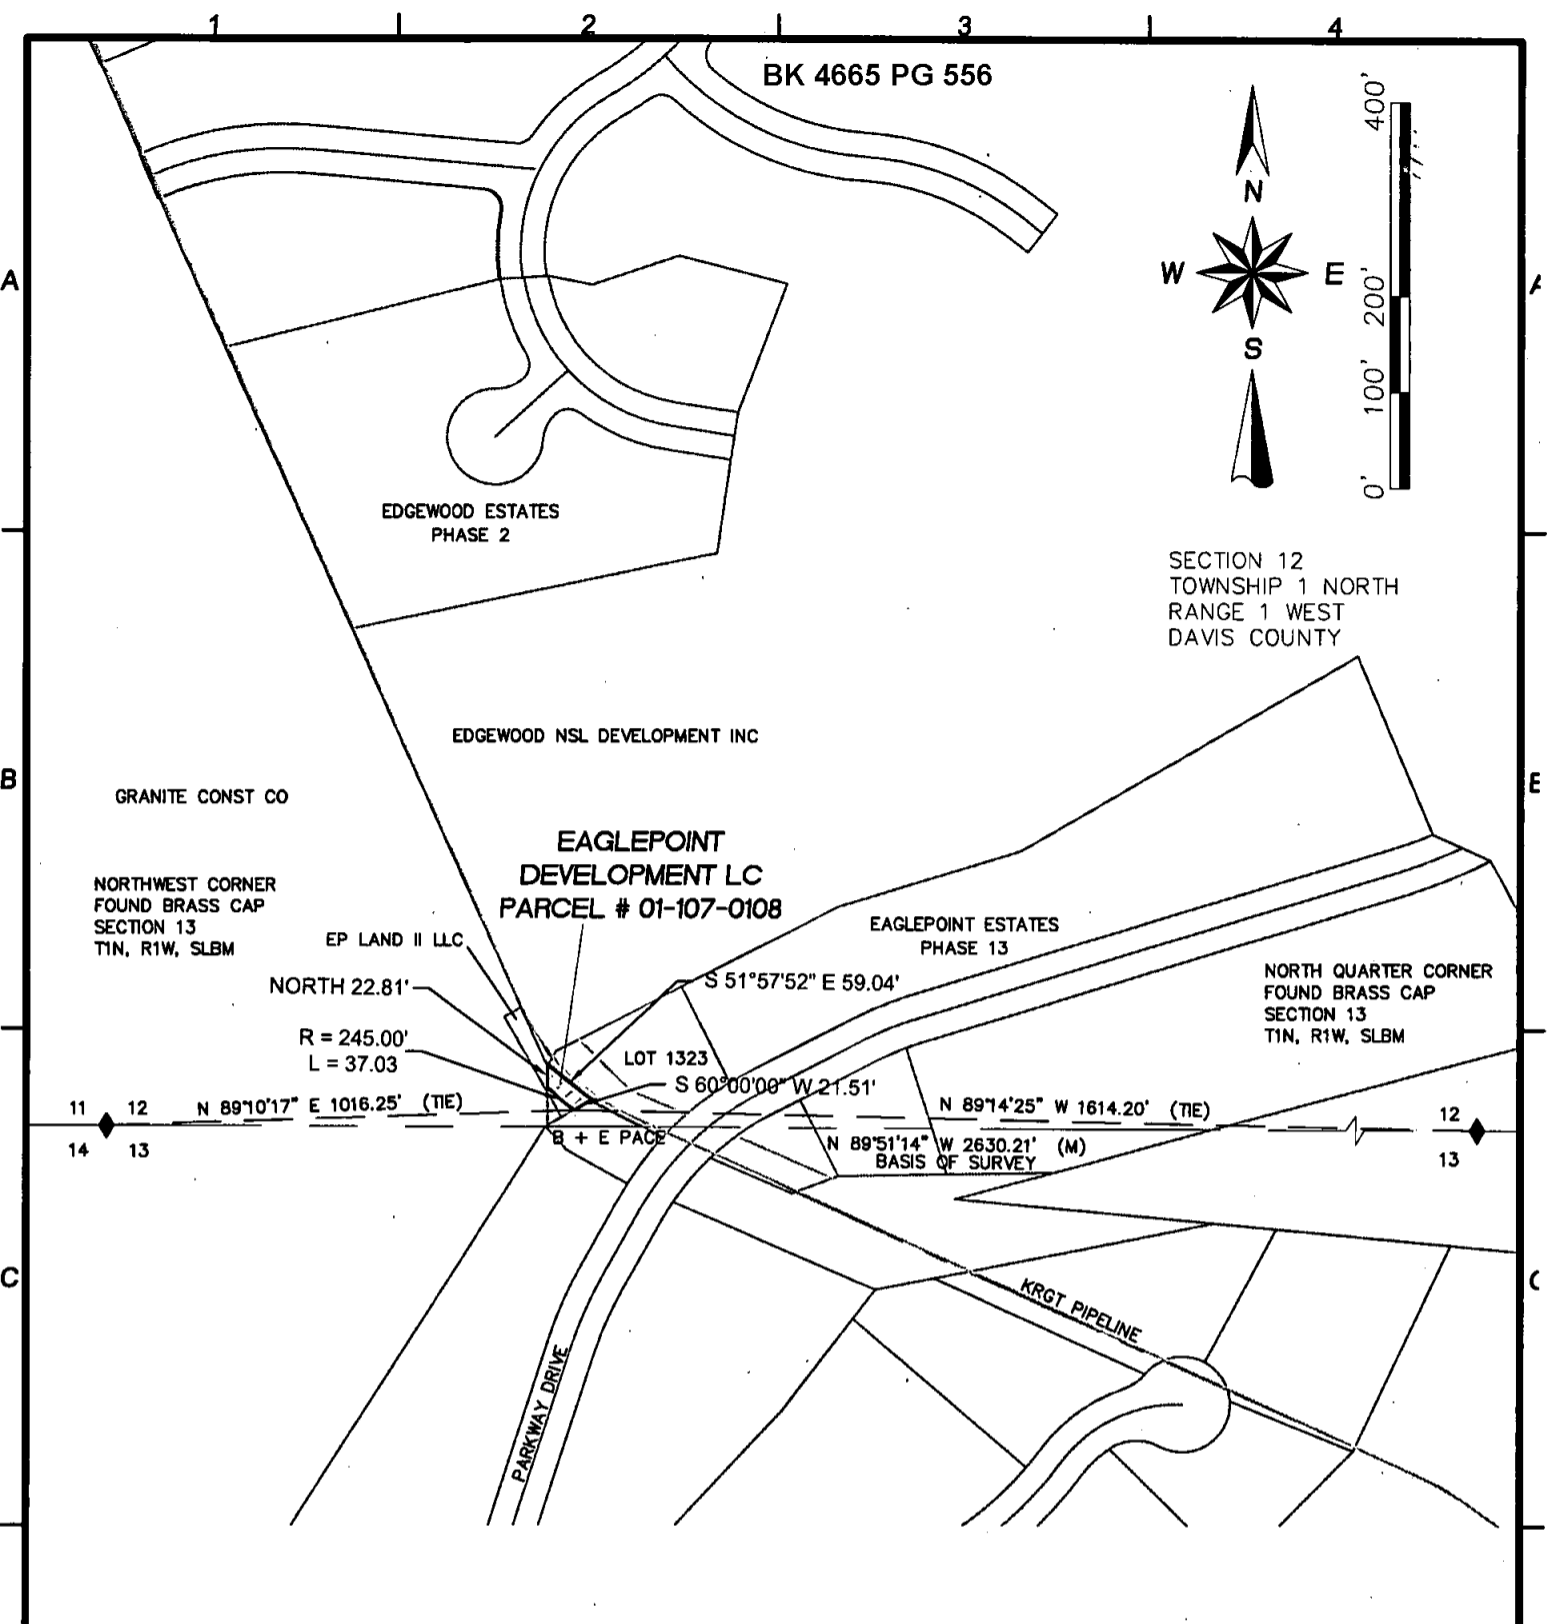 1
2
3
4
BK 4665 PG 556
400'
N
A
W
E
200'
S
100'
0'
EDGEWOOD ESTATES
PHASE 2
SECTION 12
TOWNSHIP 1 NORTH
RANGE 1 WEST
DAVIS COUNTY
EDGEWOOD NSL DEVELOPMENT INC
B
GRANITE CONST CO
EAGLEPOINT
DEVELOPMENT LC
PARCEL # 01-107-0108
NORTHWEST CORNER
FOUND BRASS CAP
SECTION 13
T1N, R1W, SLBM
EP LAND II LLC
EAGLEPOINT ESTATES
PHASE 13
NORTH 22.81'
S 51°57'52" E 59.04'
NORTH QUARTER CORNER
FOUND BRASS CAP
SECTION 13
T1N, R1W, SLBM
R = 245.00'
L = 37.03
LOT 1323
S 60°00'00" W 21.51'
11
12
N 89°10'17" E 1016.25' (TIE)
N 89°14'25" W 1614.20' (TIE)
12
14
13
B + E PACE
N 89°51'14" W 2630.21' (M)
BASIS OF SURVEY
13
C
KRGT PIPELINE
PARKWAY DRIVE